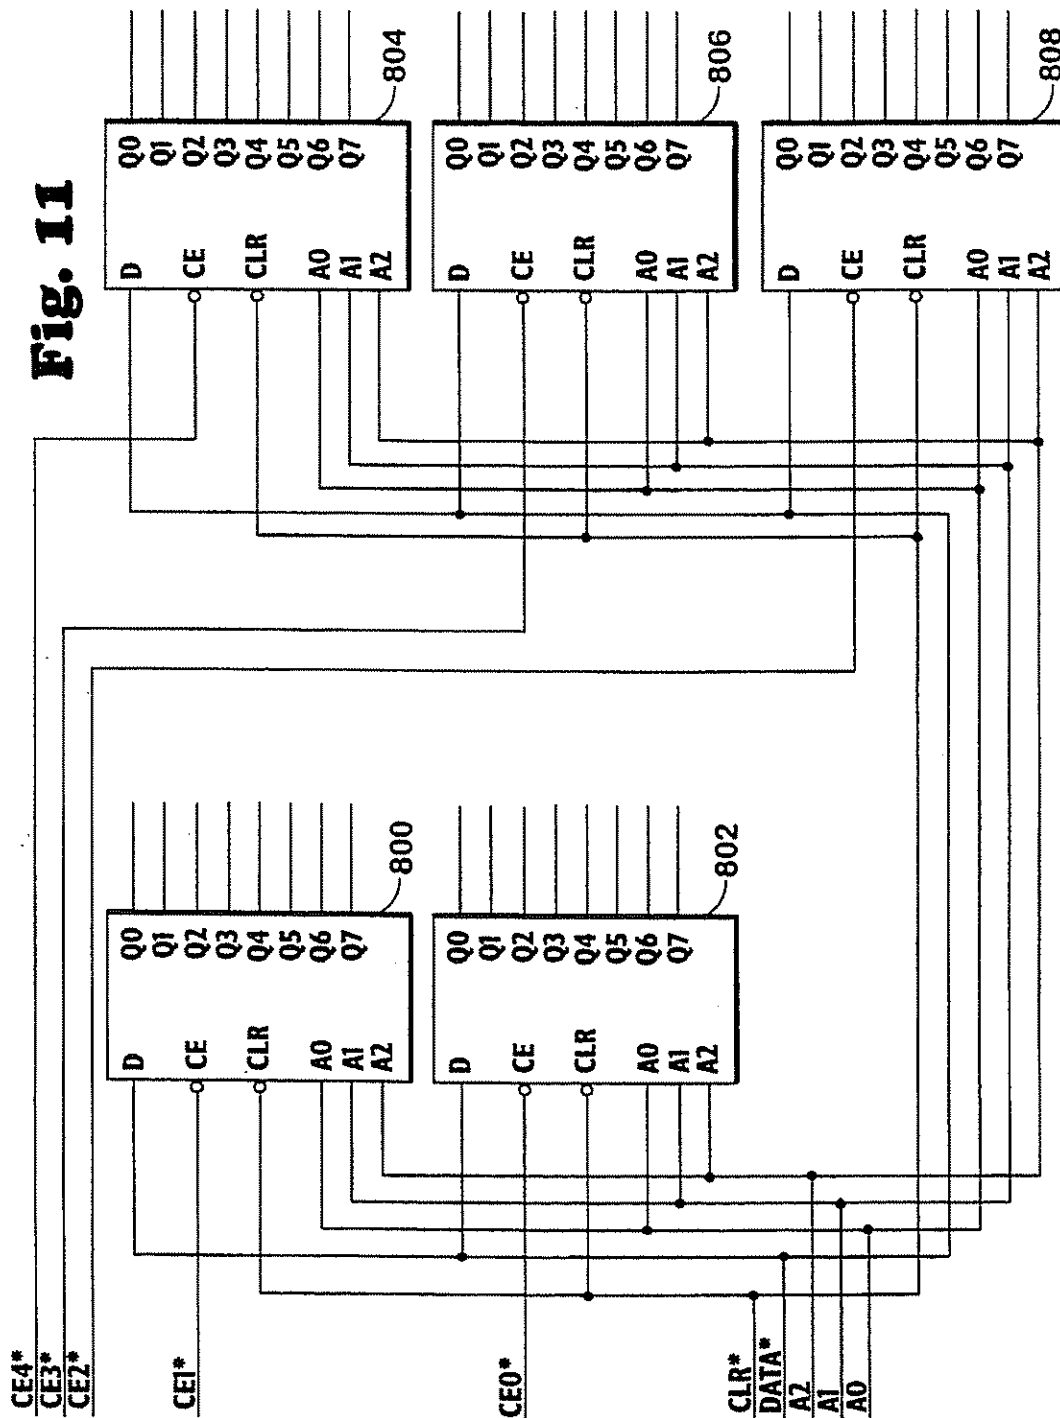 Fig. 11
CE4*
CE3*
CE2*
CE1*
CE0*
CLR*
DATA*
A2
A1
A0
D
CE
CLR
A0
A1
A2
Q0
Q1
Q2
Q3
Q4
Q5
Q6
Q7
800
D
CE
CLR
A0
A1
A2
Q0
Q1
Q2
Q3
Q4
Q5
Q6
Q7
802
D
CE
CLR
A0
A1
A2
Q0
Q1
Q2
Q3
Q4
Q5
Q6
Q7
804
D
CE
CLR
A0
A1
A2
Q0
Q1
Q2
Q3
Q4
Q5
Q6
Q7
806
D
CE
CLR
A0
A1
A2
Q0
Q1
Q2
Q3
Q4
Q5
Q6
Q7
808